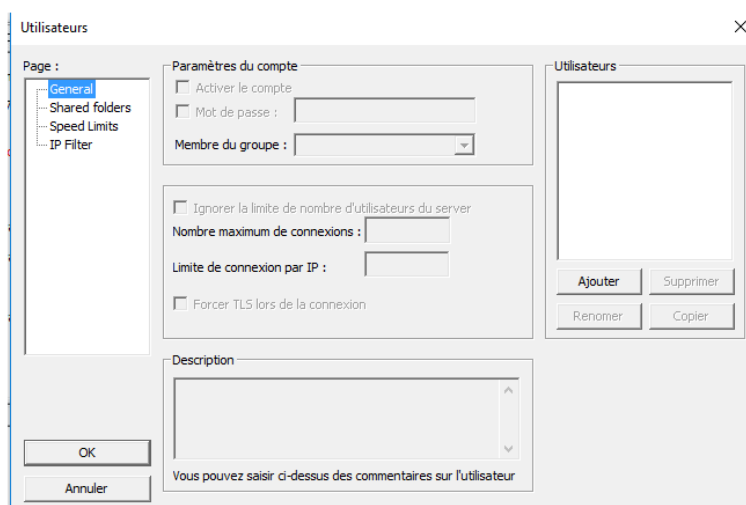 Utilisateurs
Page :
General
Shared folders
Speed Limits
IP Filter
OK
Annuler
Paramètres du compte
Activer le compte
Mot de passe :
Membre du groupe :
Ignorer la limite de nombre d'utilisateurs du server
Nombre maximum de connexions :
Limite de connexion par IP :
Forcer TLS lors de la connexion
Description
Vous pouvez saisir ci-dessus des commentaires sur l'utilisateur
Utilisateurs
Ajouter Supprimer
Renomer Copier